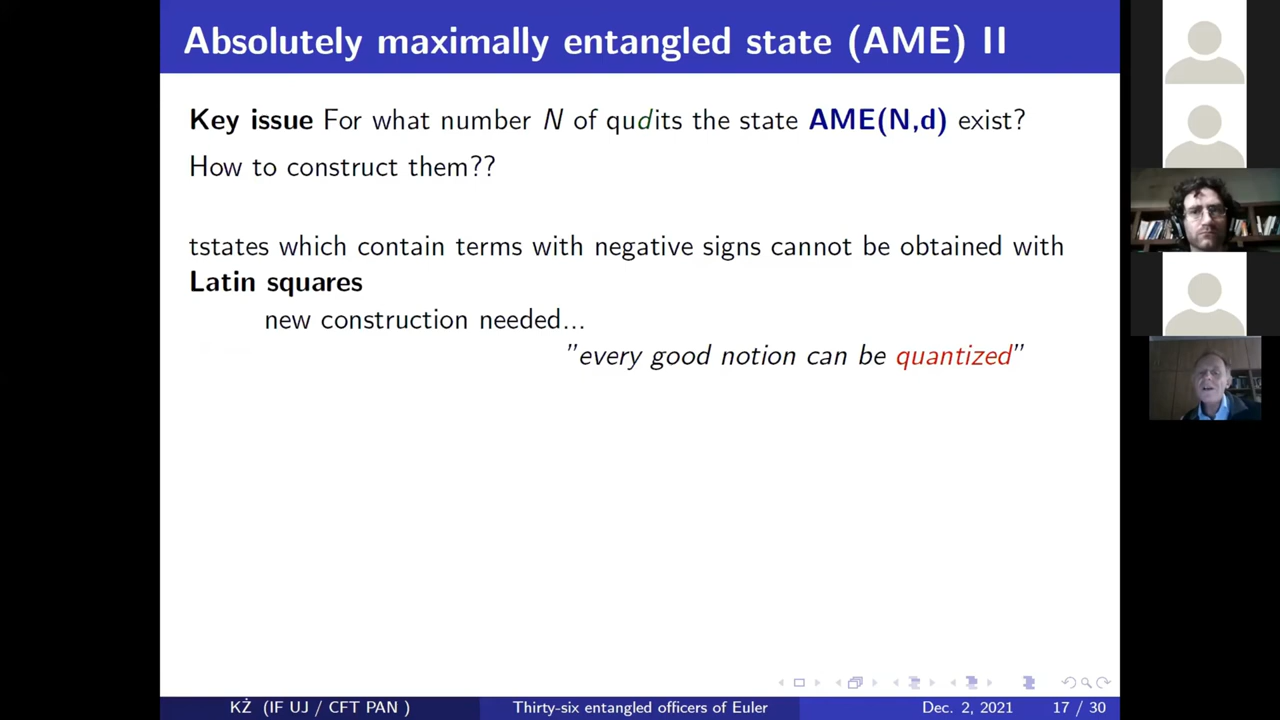 Absolutely maximally entangled state (AME) II
Key issue For what number N of qudits the state AME(N,d) exist?
How to construct them??
tstates which contain terms with negative signs cannot be obtained with
Latin squares
new construction needed...
"every good notion can be quantized"
KŻ (IF UJ / CFT PAN ) Thirty-six entangled officers of Euler Dec. 2, 2021 17 / 30